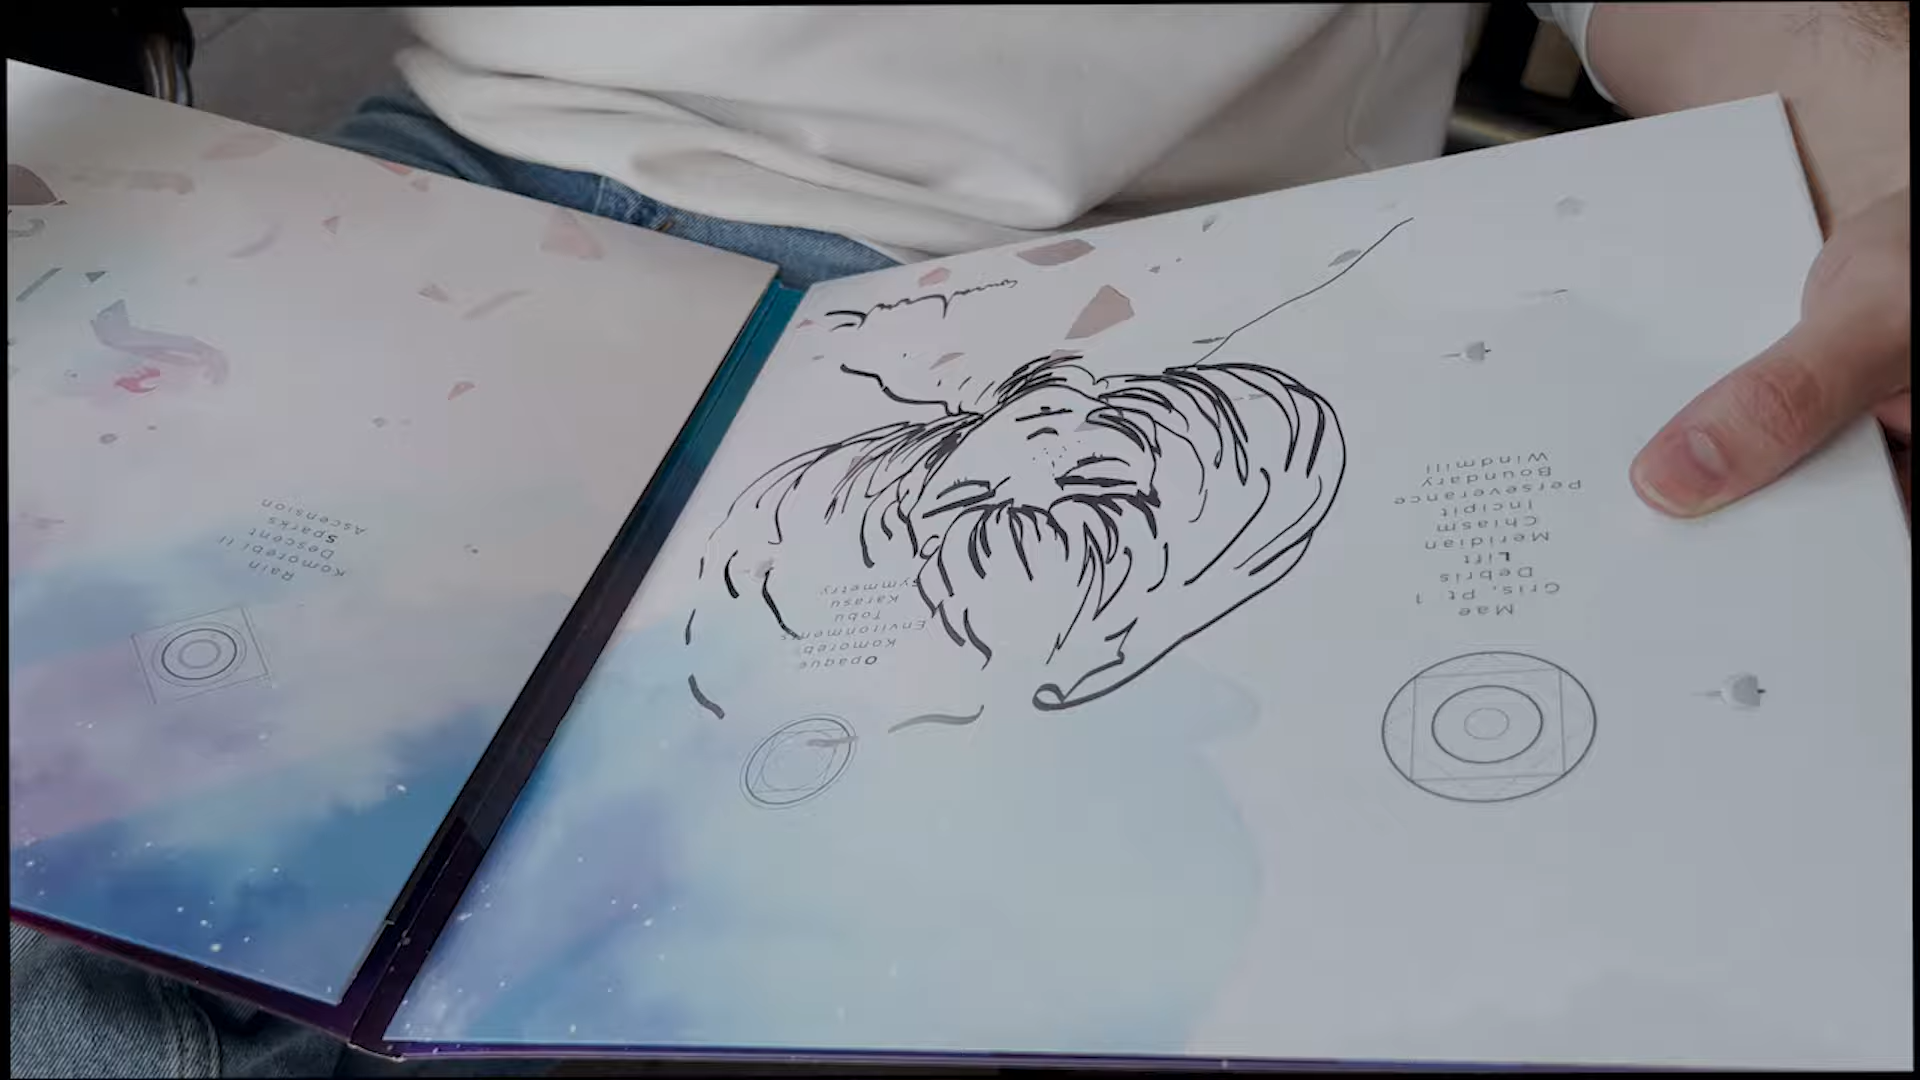 Mae
Gris, Pt. 1
Debris
Lift
Meridian
Chiasm
Incipit
Perseverance
Boundary
Windmill
Opaque
Komorebi
Environments
Tobu
Karasu
Symmetry
Rain
Komorebi II
Descent
Sparks
Ascension